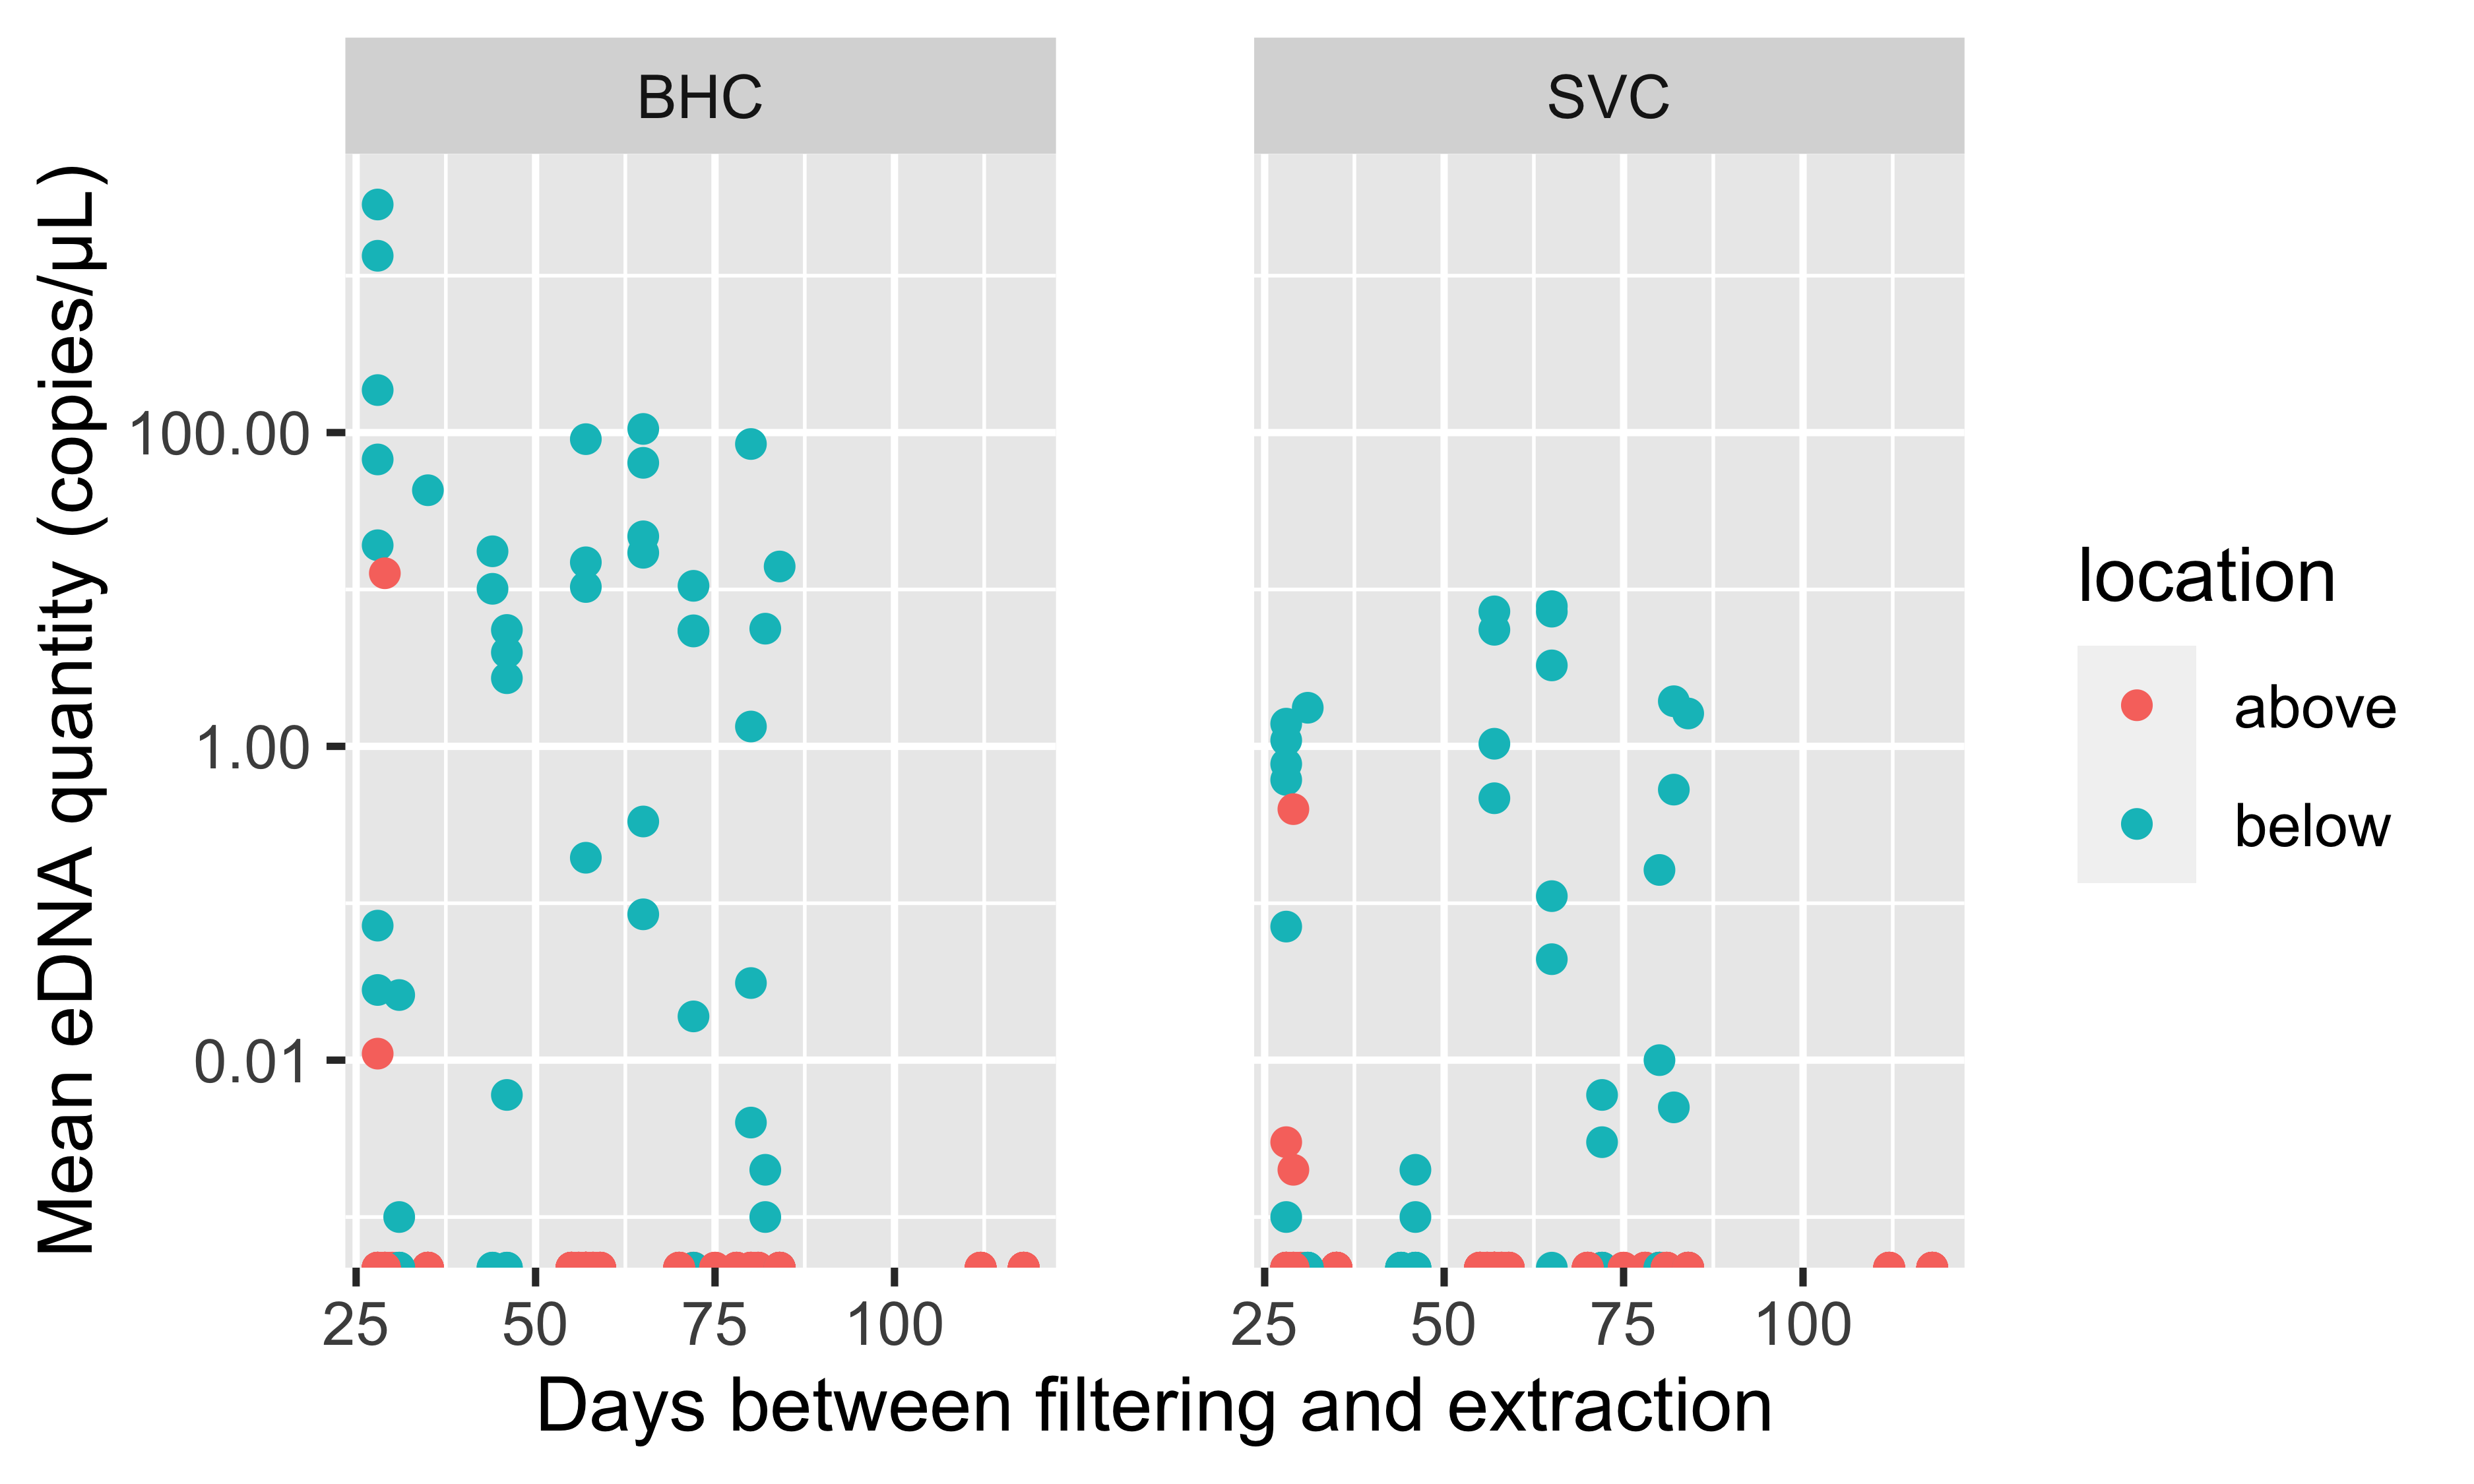 BHC
SVC
Mean eDNA quantity (copies/µL)
100.00
1.00
0.01
25
50
75
100
25
50
75
100
Days between filtering and extraction
location
above
below